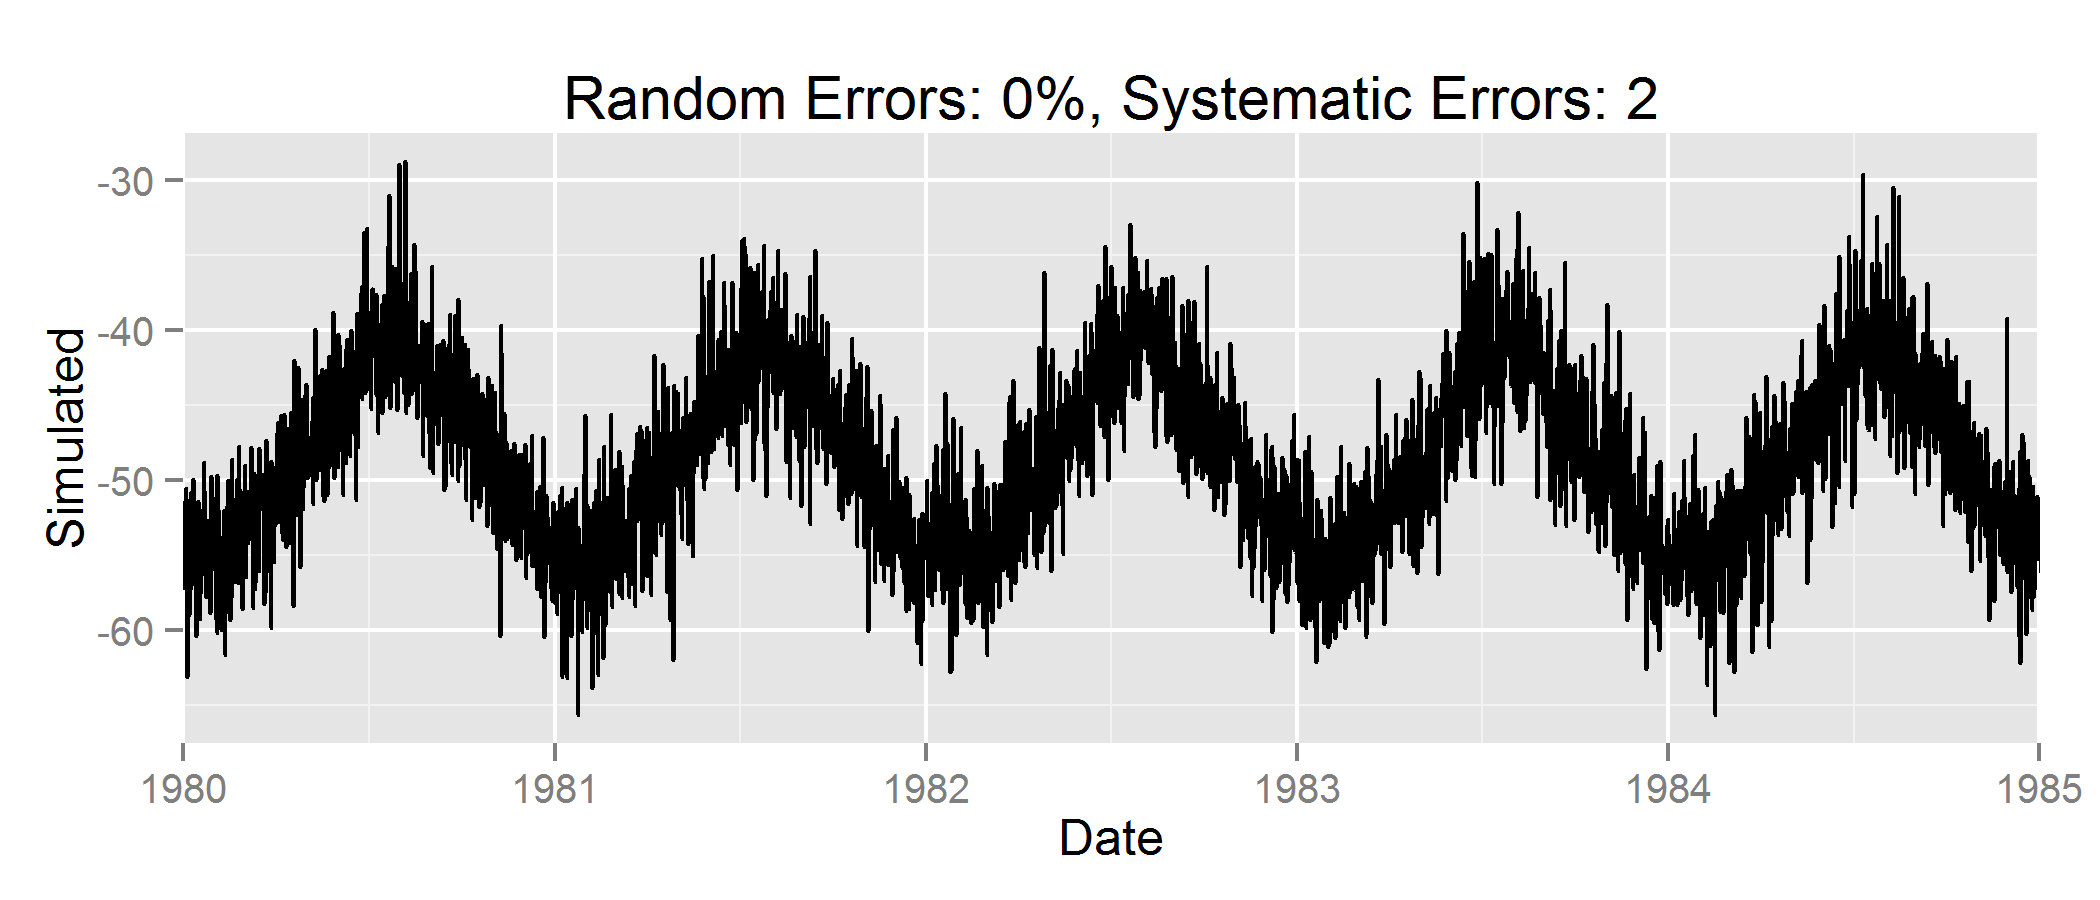 Random Errors: 0%, Systematic Errors: 2
-30
-40
-50
-60
Simulated
1980 1981 1982 1983 1984 1985
Date